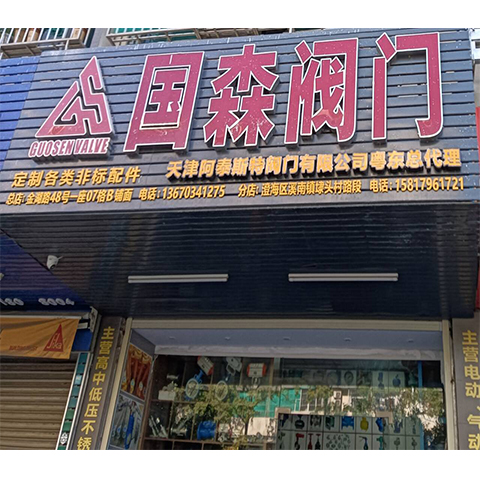 国森阀门
GUOSEN VALVE
天津阿泰斯特阀门有限公司粤东总代理
定制各类非标配件
总店:金湖路48号一座07格B铺面 电话:13670341275 分店:澄海区溪南镇埭头村路段 电话:15817961721
主营高中低压不锈
主营电动、气动